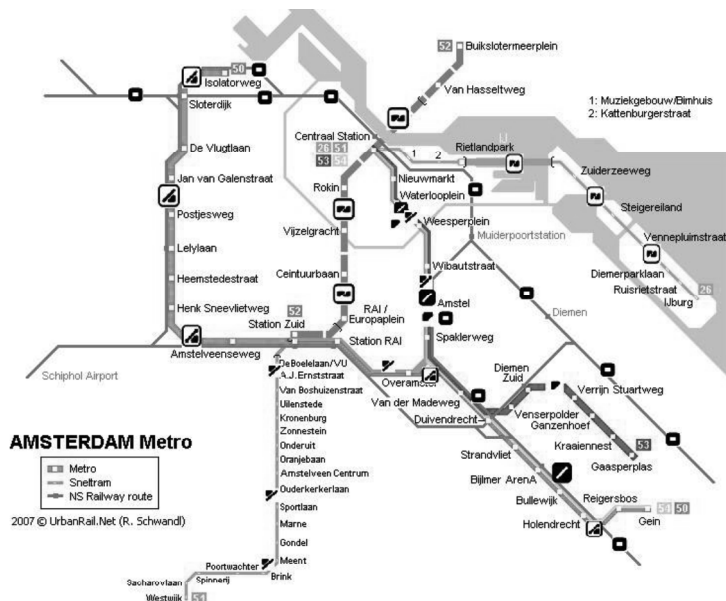 52
Buikslotermeerplein
50
Isolatorweg
Van Hasseltweg
1: Muziekgebouw/Bimhuis
2: Kattenburgerstraat
Sloterdijk
Centraal Station
26 51
53 54
1
2
Rietlandpark
De Vlugtlaan
Nieuwmarkt
Zuiderzeeweg
Jan van Galenstraat
Rokin
Waterlooplein
Steigereiland
Postjesweg
Weesperplein
Vijzelgracht
Muiderpoortstation
Vennepluimstraat
Lelylaan
Wibautstraat
Diemerparklaan
Heemstedestraat
Ceintuurbaan
Ruisrietstraat
26
IJburg
Amstel
Henk Sneevlietweg
52
RAI /
Europaplein
Diemen
Station Zuid
Amstelveenseweg
Station RAI
Spaklerweg
De Boelelaan/VU
A.J. Ernststraat
Diemen
Zuid
Schiphol Airport
Overamstel
Van Boshuizenstraat
Van der Madeweg
Verrijn Stuartweg
Uilenstede
Venserpolder
Kronenburg
Duivendrecht
Ganzenhoef
Zonnestein
Kraaiennest
53
Onderuit
Strandvliet
Gaasperplas
Oranjebaan
AMSTERDAM Metro
Amstelveen Centrum
Bijlmer ArenA
Metro
Sneltram
NS Railway route
Ouderkerkerlaan
Bullewijk
Reigersbos
Sportlaan
54 50
2007 © UrbanRail.Net (R. Schwandl)
Marne
Holendrecht
Gein
Gondel
Meent
Poortwachter
Brink
Spinnerij
Sacharovlaan
Westwijk
51